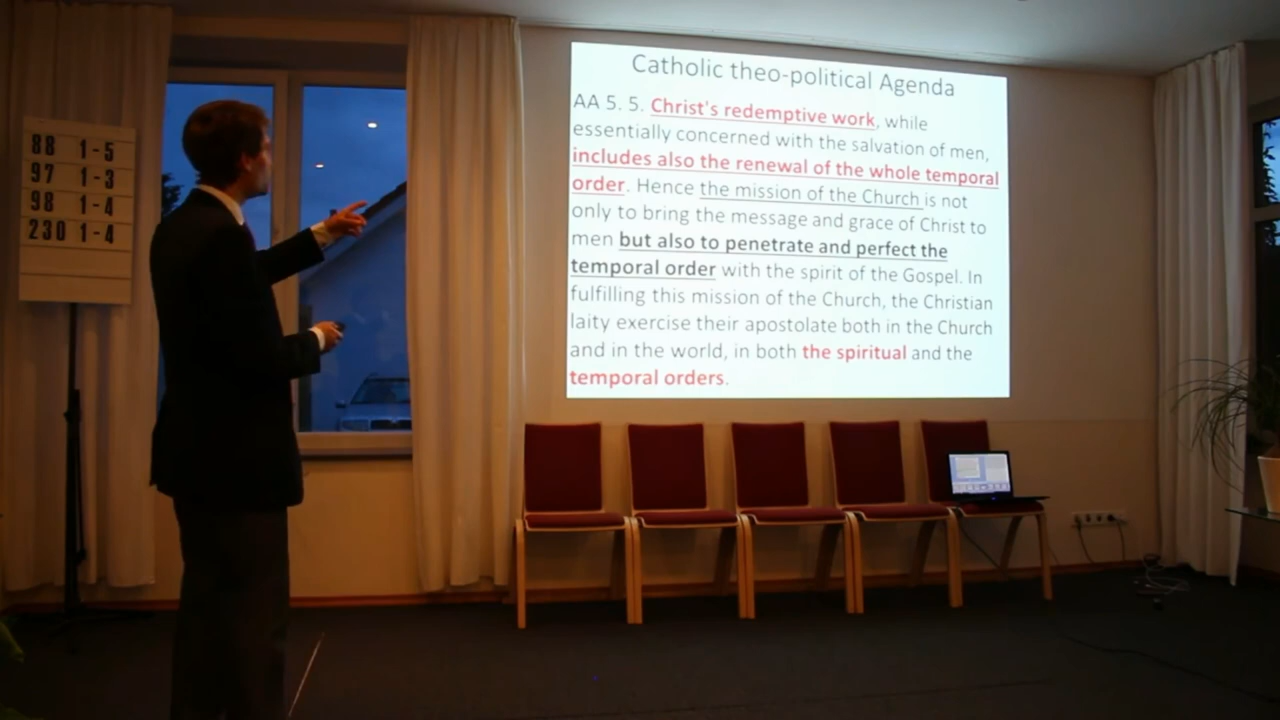 88 1-5
97 1-3
98 1-4
230 1-4
Catholic theo-political Agenda
AA 5. 5. Christ's redemptive work, while
essentially concerned with the salvation of men,
includes also the renewal of the whole temporal
order. Hence the mission of the Church is not
only to bring the message and grace of Christ to
men but also to penetrate and perfect the
temporal order with the spirit of the Gospel. In
fulfilling this mission of the Church, the Christian
laity exercise their apostolate both in the Church
and in the world, in both the spiritual and the
temporal orders.